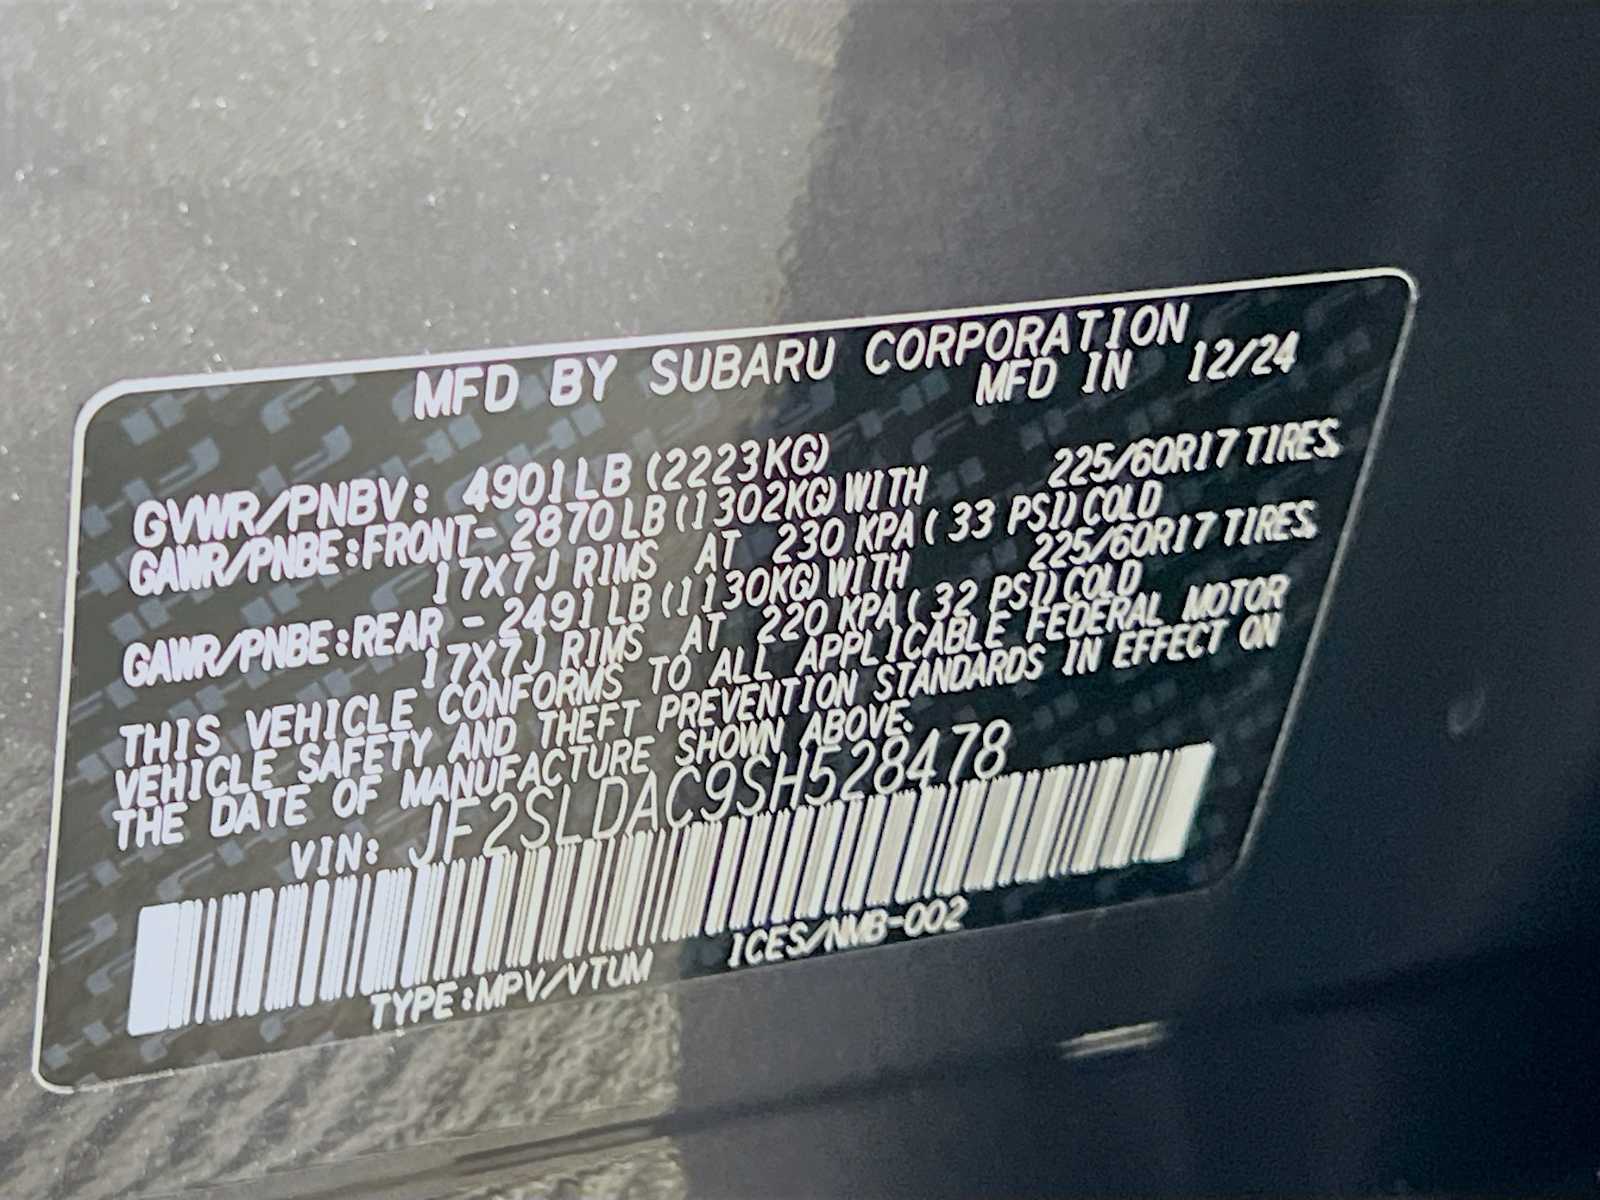 MFD BY SUBARU CORPORATION
MFD IN 12/24
GVWR/PNBV: 4901LB (2223KG)
GAWR/PNBE:FRONT- 2870LB (1302KG) WITH 225/60R17 TIRES,
17X7J RIMS AT 230 KPA ( 33 PSI) COLD
GAWR/PNBE:REAR - 2491LB (1130KG) WITH 225/60R17 TIRES,
17X7J RIMS AT 220 KPA ( 32 PSI) COLD
THIS VEHICLE CONFORMS TO ALL APPLICABLE FEDERAL MOTOR
VEHICLE SAFETY AND THEFT PREVENTION STANDARDS IN EFFECT ON
THE DATE OF MANUFACTURE SHOWN ABOVE.
VIN: JF2SLDAC9SH528478
TYPE:MPV/VTUM ICES/NMB-002